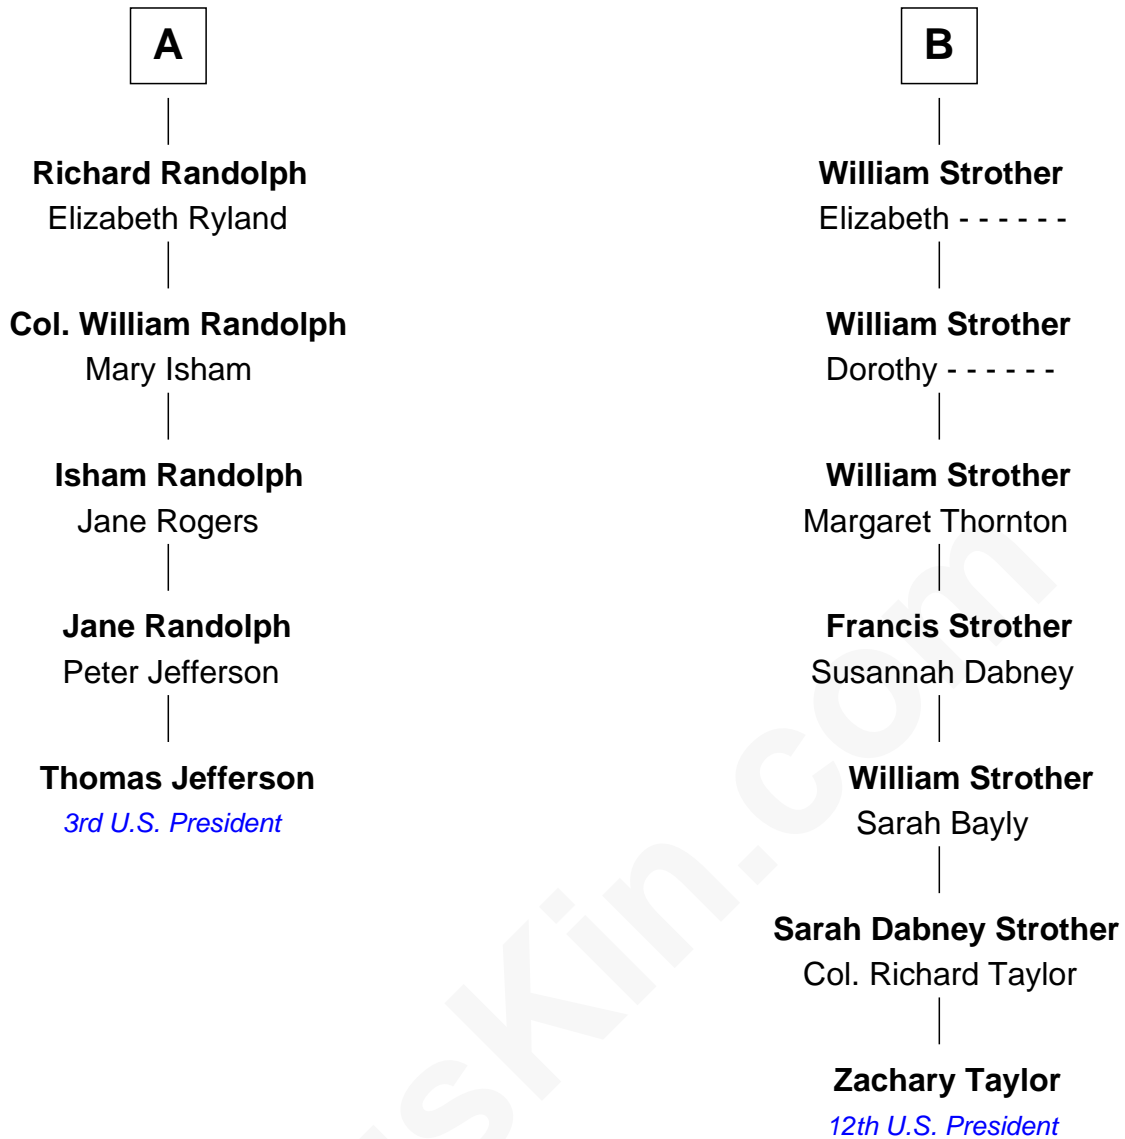 A
Richard Randolph
Elizabeth Ryland
Col. William Randolph
Mary Isham
Isham Randolph
Jane Rogers
Jane Randolph
Peter Jefferson
Thomas Jefferson
3rd U.S. President
B
William Strother
Elizabeth - - - - - -
William Strother
Dorothy - - - - - -
William Strother
Margaret Thornton
Francis Strother
Susannah Dabney
William Strother
Sarah Bayly
Sarah Dabney Strother
Col. Richard Taylor
Zachary Taylor
12th U.S. President